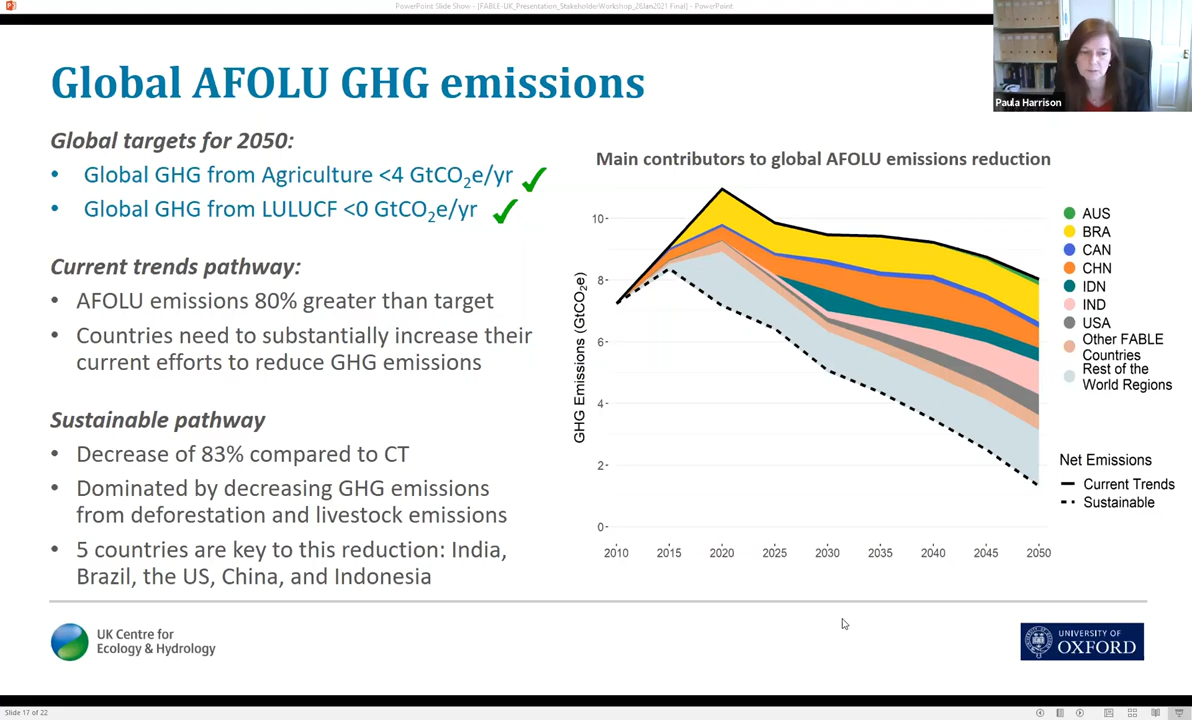 PowerPoint Slide Show - [FABLE-UK_Presentation_StakeholderWorkshop_26Jan2021 Final] - PowerPoint
Paula Harrison
Global AFOLU GHG emissions
Global targets for 2050:
• Global GHG from Agriculture <4 GtCO₂e/yr ✓
• Global GHG from LULUCF <0 GtCO₂e/yr ✓
Current trends pathway:
• AFOLU emissions 80% greater than target
• Countries need to substantially increase their
current efforts to reduce GHG emissions
Sustainable pathway
• Decrease of 83% compared to CT
• Dominated by decreasing GHG emissions
from deforestation and livestock emissions
• 5 countries are key to this reduction: India,
Brazil, the US, China, and Indonesia
Main contributors to global AFOLU emissions reduction
GHG Emissions (GtCO₂e)
10
8
6
4
2
0
2010 2015 2020 2025 2030 2035 2040 2045 2050
AUS
BRA
CAN
CHN
IDN
IND
USA
Other FABLE
Countries
Rest of the
World Regions
Net Emissions
Current Trends
Sustainable
UK Centre for
Ecology & Hydrology
UNIVERSITY OF
OXFORD
Slide 17 of 22